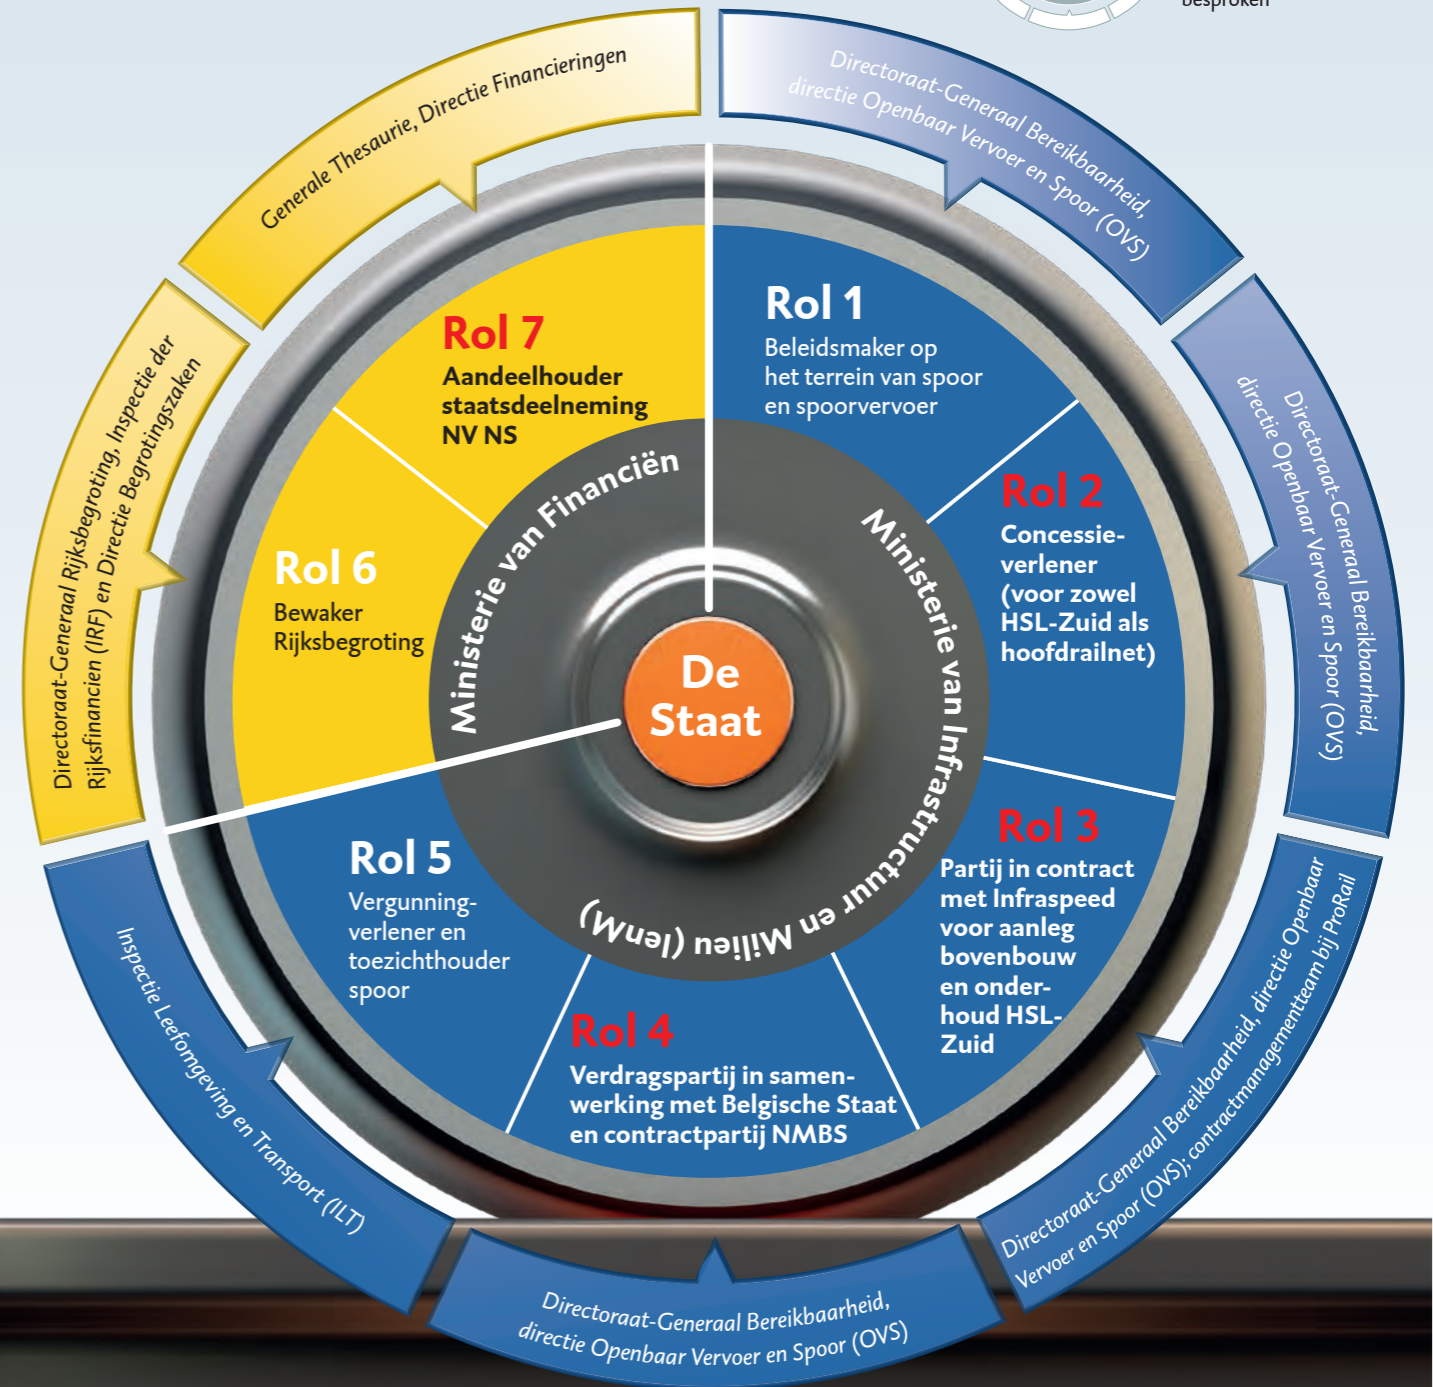 besproken
Generale Thesaurie, Directie Financieringen
Directoraat-Generaal Bereikbaarheid,
directie Openbaar Vervoer en Spoor (OVS)
Directoraat-Generaal Bereikbaarheid,
directie Openbaar Vervoer en Spoor (OVS)
Directoraat-Generaal Bereikbaarheid, directie Openbaar
Vervoer en Spoor (OVS); contractmanagementteam bij ProRail
Directoraat-Generaal Bereikbaarheid,
directie Openbaar Vervoer en Spoor (OVS)
Inspectie Leefomgeving en Transport (ILT)
Directoraat-Generaal Rijksbegroting, Inspectie der
Rijksfinancien (IRF) en Directie Begrotingszaken
Rol 1
Beleidsmaker op
het terrein van spoor
en spoorvervoer
Rol 2
Concessie-
verlener
(voor zowel
HSL-Zuid als
hoofdrailnet)
Rol 3
Partij in contract
met Infraspeed
voor aanleg
bovenbouw
en onder-
houd HSL-
Zuid
Rol 4
Verdragspartij in samen-
werking met Belgische Staat
en contractpartij NMBS
Rol 5
Vergunning-
verlener en
toezichthouder
spoor
Rol 6
Bewaker
Rijksbegroting
Rol 7
Aandeelhouder
staatsdeelneming
NV NS
Ministerie van Financiën
Ministerie van Infrastructuur en Milieu (IenM)
De
Staat